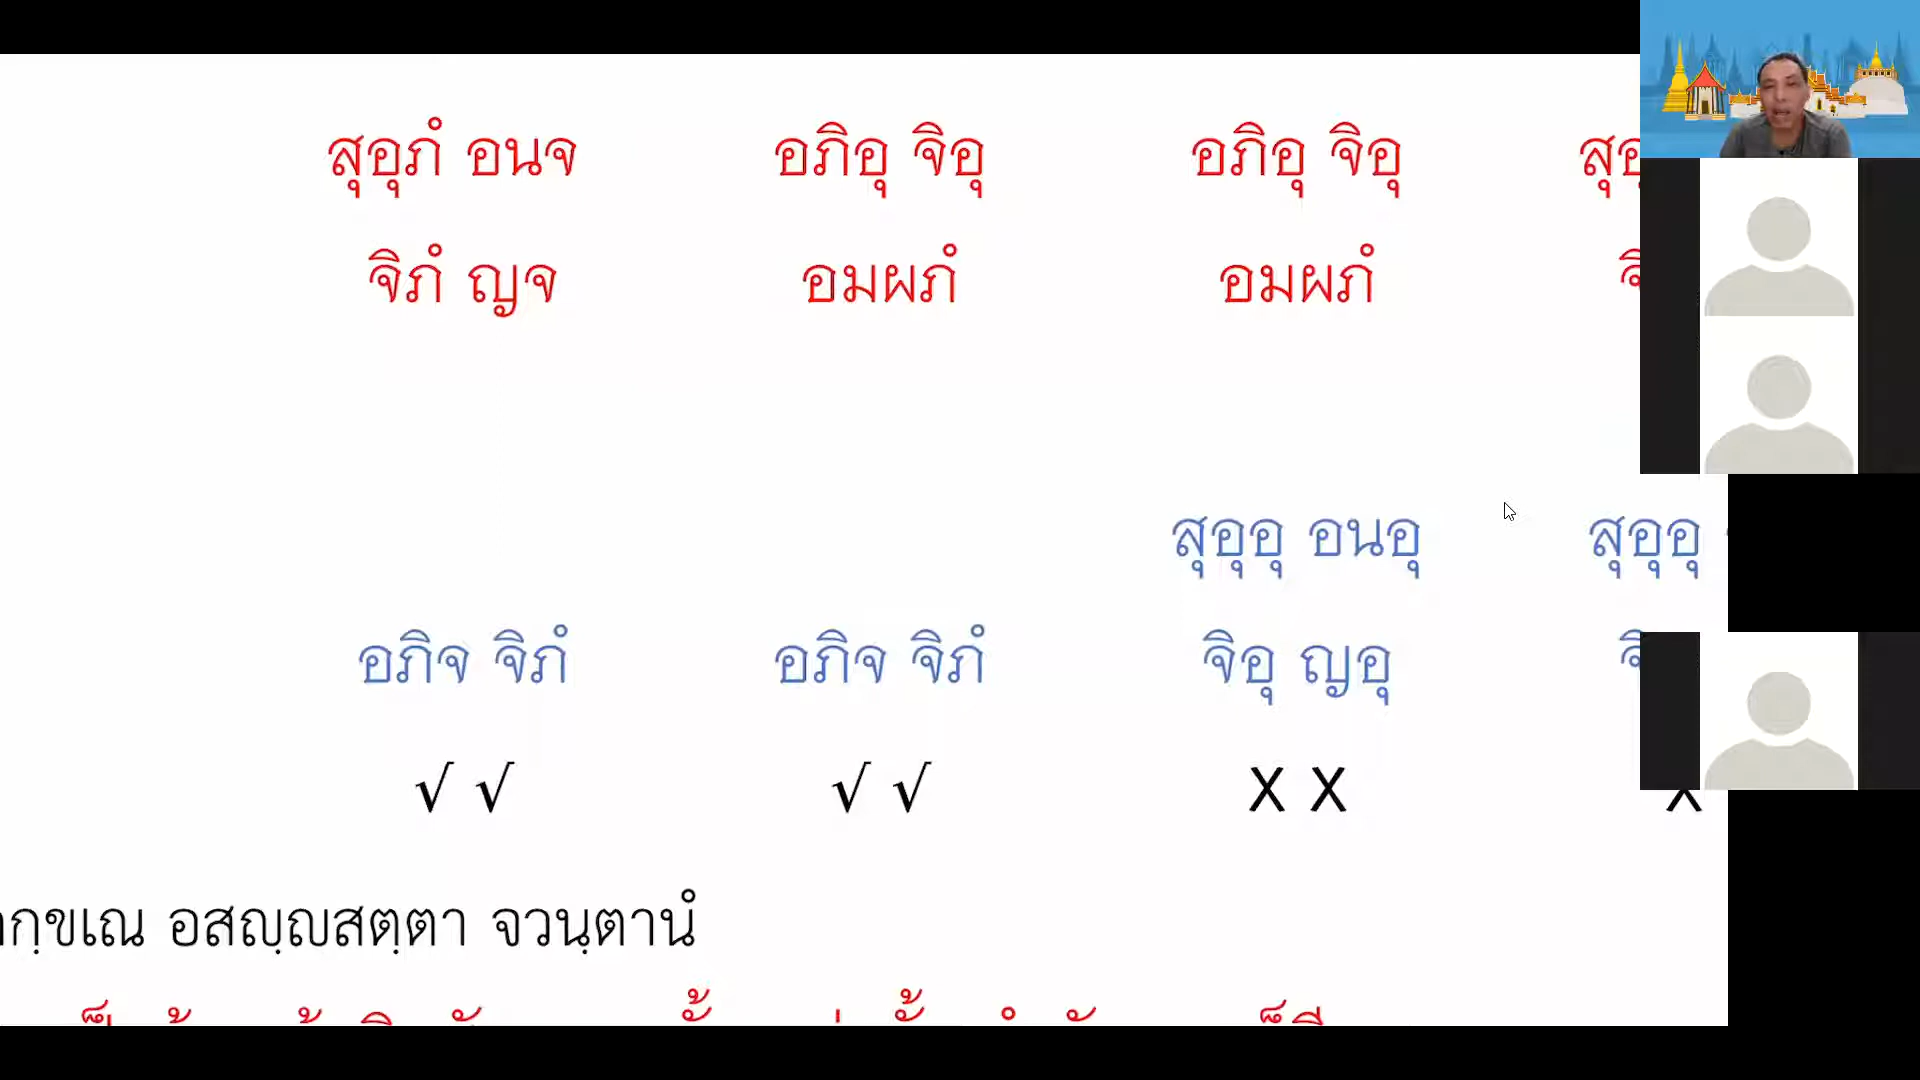 สุอุภํ อนจ อภิอุ จิอุ อภิอุ จิอุ
จิภํ ญจ อมผภํ อมผภํ
สุอุอุ อนอุ สุอุอุ
อภิจ จิภํ อภิจ จิภํ จิอุ ญอุ
√ √ √ √ X X X
กฺขเณ อสญฺญสตฺตา จวนฺตานํ